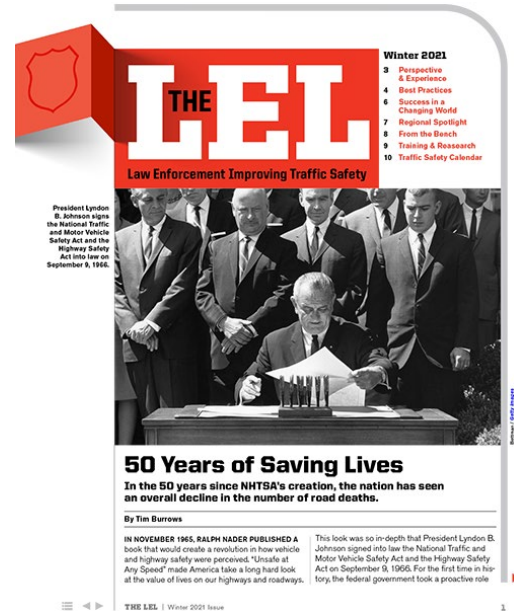 Winter 2021
3 Perspective
& Experience
4 Best Practices
6 Success in a
Changing World
7 Regional Spotlight
8 From the Bench
9 Training & Reasearch
10 Traffic Safety Calendar
THE
LEL
Law Enforcement Improving Traffic Safety
President Lyndon
B. Johnson signs
the National Traffic
and Motor Vehicle
Safety Act and the
Highway Safety
Act into law on
September 9, 1966.
Bettman / Getty Images
50 Years of Saving Lives
In the 50 years since NHTSA's creation, the nation has seen
an overall decline in the number of road deaths.
By Tim Burrows
IN NOVEMBER 1965, RALPH NADER PUBLISHED A
book that would create a revolution in how vehicle
and highway safety were perceived. "Unsafe at
Any Speed" made America take a long hard look
at the value of lives on our highways and roadways.
This look was so in-depth that President Lyndon B.
Johnson signed into law the National Traffic and
Motor Vehicle Safety Act and the Highway Safety
Act on September 9, 1966. For the first time in his-
tory, the federal government took a proactive role
THE LEL | Winter 2021 Issue
1